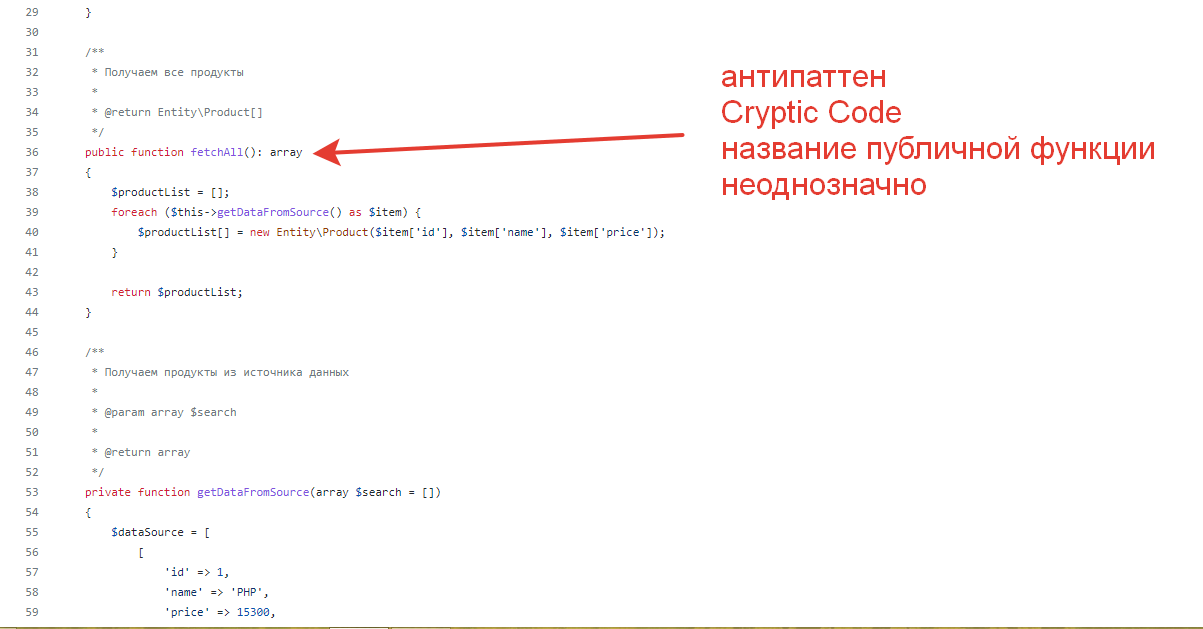 29 }
30
31 /**
32 * Получаем все продукты
33 *
34 * @return Entity\Product[]
35 */
36 public function fetchAll(): array
37 {
38 $productList = [];
39 foreach ($this->getDataFromSource() as $item) {
40 $productList[] = new Entity\Product($item['id'], $item['name'], $item['price']);
41 }
42
43 return $productList;
44 }
45
46 /**
47 * Получаем продукты из источника данных
48 *
49 * @param array $search
50 *
51 * @return array
52 */
53 private function getDataFromSource(array $search = [])
54 {
55 $dataSource = [
56 [
57 'id' => 1,
58 'name' => 'PHP',
59 'price' => 15300,
антипаттен
Cryptic Code
название публичной функции
неоднозначно